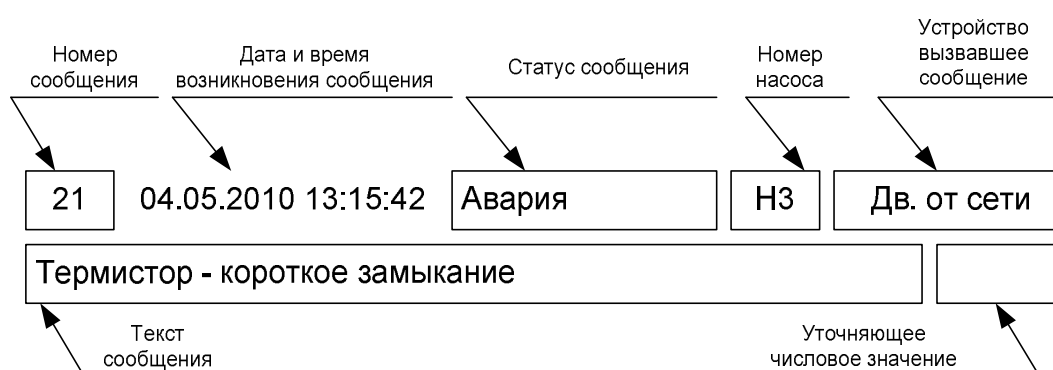 Номер
сообщения
Дата и время
возникновения сообщения
Статус сообщения
Номер
насоса
Устройство
вызвавшее
сообщение
21 04.05.2010 13:15:42 Авария Н3 Дв. от сети
Термистор - короткое замыкание
Текст
сообщения
Уточняющее
числовое значение